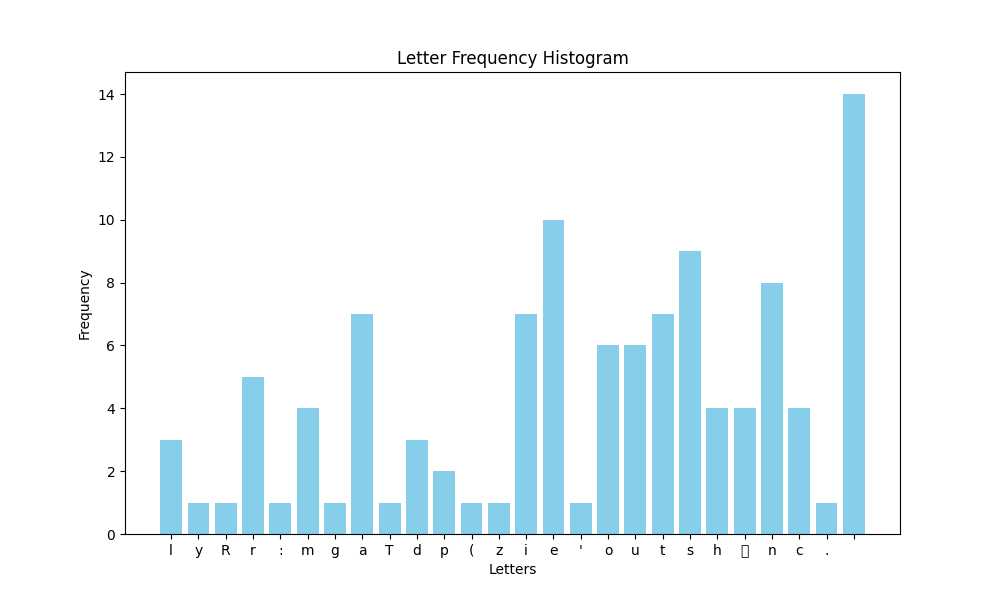 Letter Frequency Histogram
Frequency
14
12
10
8
6
4
2
0
l y R r : m g a T d p ( z i e ' o u t s h ▯ n c .
Letters